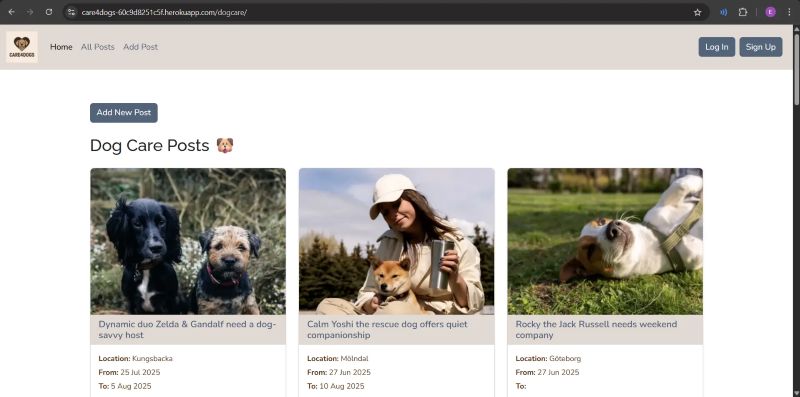 care4dogs-60c9d8251c5f.herokuapp.com/dogcare/
E
CARE4DOGS
Home All Posts Add Post
Log In Sign Up
Add New Post
Dog Care Posts
Dynamic duo Zelda & Gandalf need a dog-
savvy host
Location: Kungsbacka
From: 25 Jul 2025
To: 5 Aug 2025
Calm Yoshi the rescue dog offers quiet
companionship
Location: Mölndal
From: 27 Jun 2025
To: 10 Aug 2025
Rocky the Jack Russell needs weekend
company
Location: Göteborg
From: 27 Jun 2025
To: